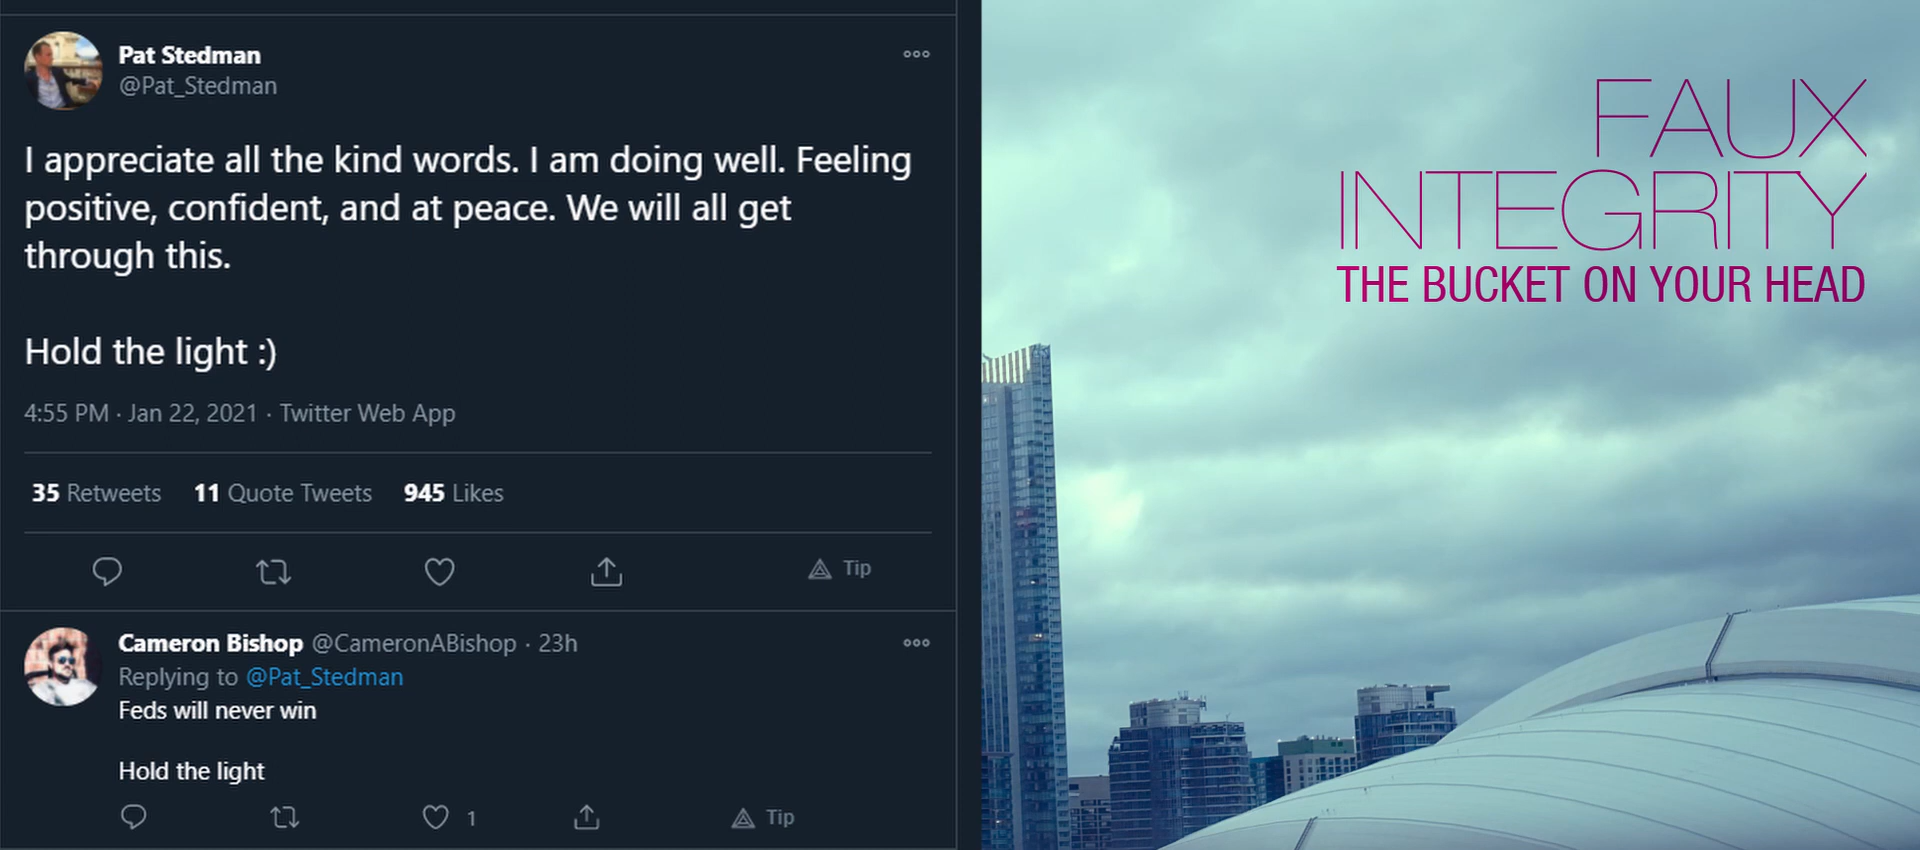 Pat Stedman
@Pat_Stedman
I appreciate all the kind words. I am doing well. Feeling
positive, confident, and at peace. We will all get
through this.
Hold the light :)
4:55 PM · Jan 22, 2021 · Twitter Web App
35 Retweets 11 Quote Tweets 945 Likes
Tip
Cameron Bishop @CameronABishop · 23h
Replying to @Pat_Stedman
Feds will never win
Hold the light
1 Tip
FAUX
INTEGRITY
THE BUCKET ON YOUR HEAD